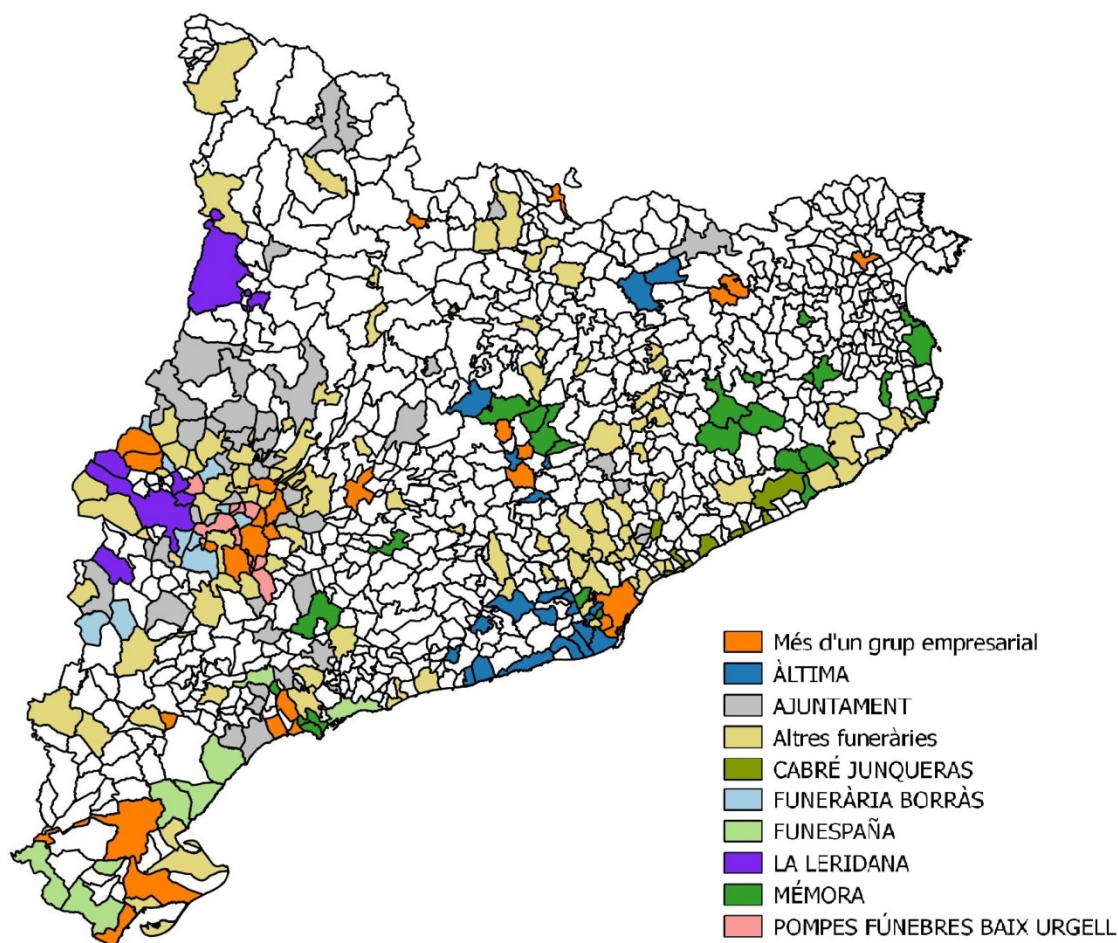 Més d'un grup empresarial
ÀLTIMA
AJUNTAMENT
Altres funeràries
CABRÉ JUNQUERAS
FUNERÀRIA BORRÀS
FUNESPAÑA
LA LERIDANA
MÉMORA
POMPES FÚNEBRES BAIX URGELL